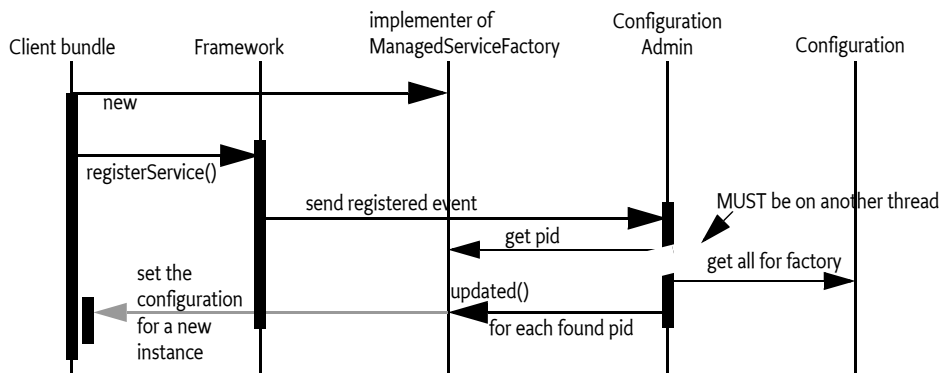 implementer of
Configuration
Client bundle
Framework
ManagedServiceFactory
Admin
Configuration
new
registerService()
send registered event
MUST be on another thread
get pid
get all for factory
set the
configuration
for a new
instance
updated()
for each found pid